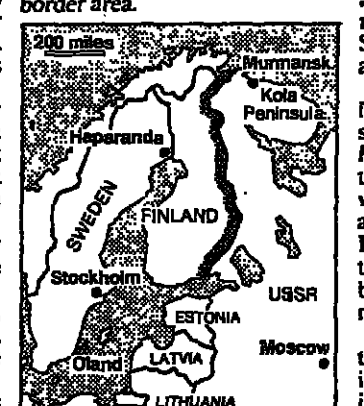 border area.
200 miles
Murmansk
Kola
Peninsula
Haparanda
SWEDEN
FINLAND
Stockholm
USSR
ESTONIA
Moscow
Oland
LATVIA
LITHUANIA